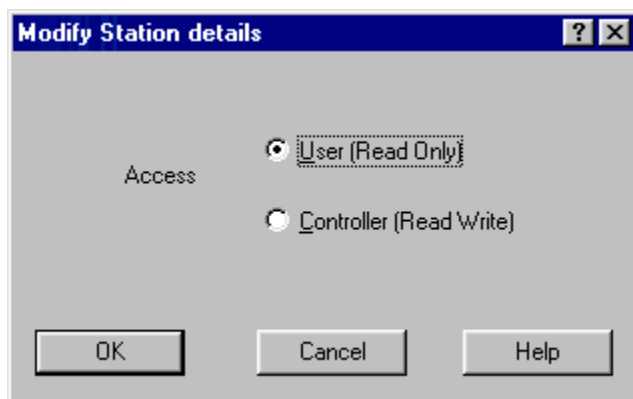 Modify Station details
?
User (Read Only)
Access
Controller (Read Write)
OK Cancel Help